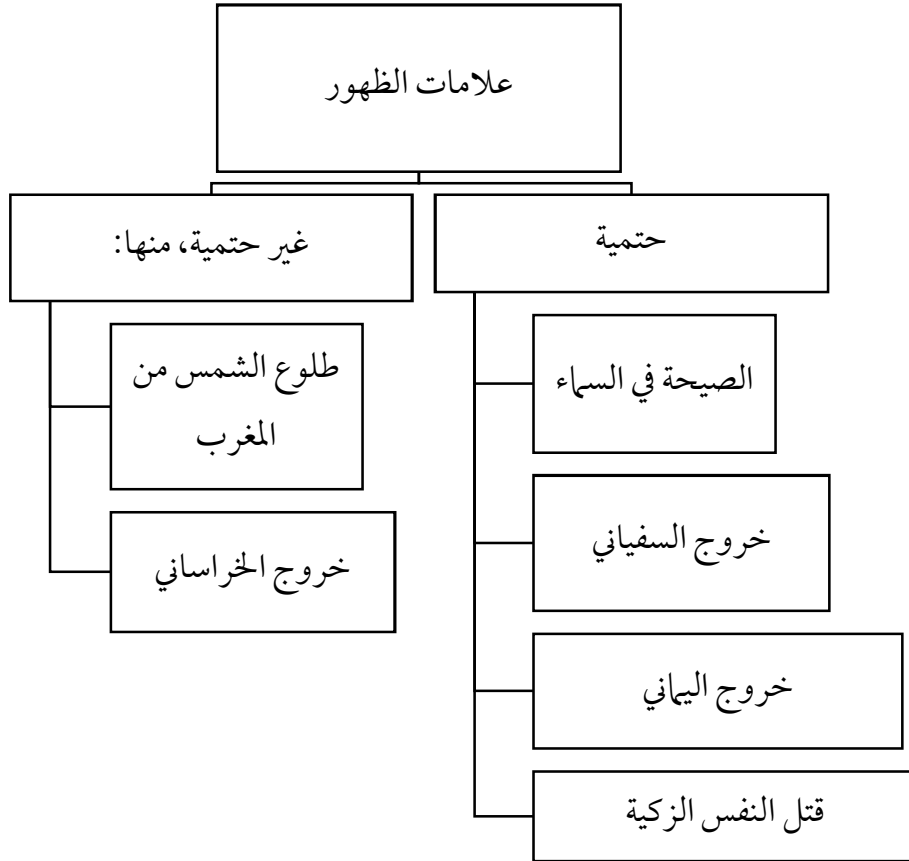 علامات الظهور
حتمية
الصيحة في السماء
خروج السفياني
خروج اليماني
قتل النفس الزكية
غير حتمية، منها:
طلوع الشمس من
المغرب
خروج الخراساني